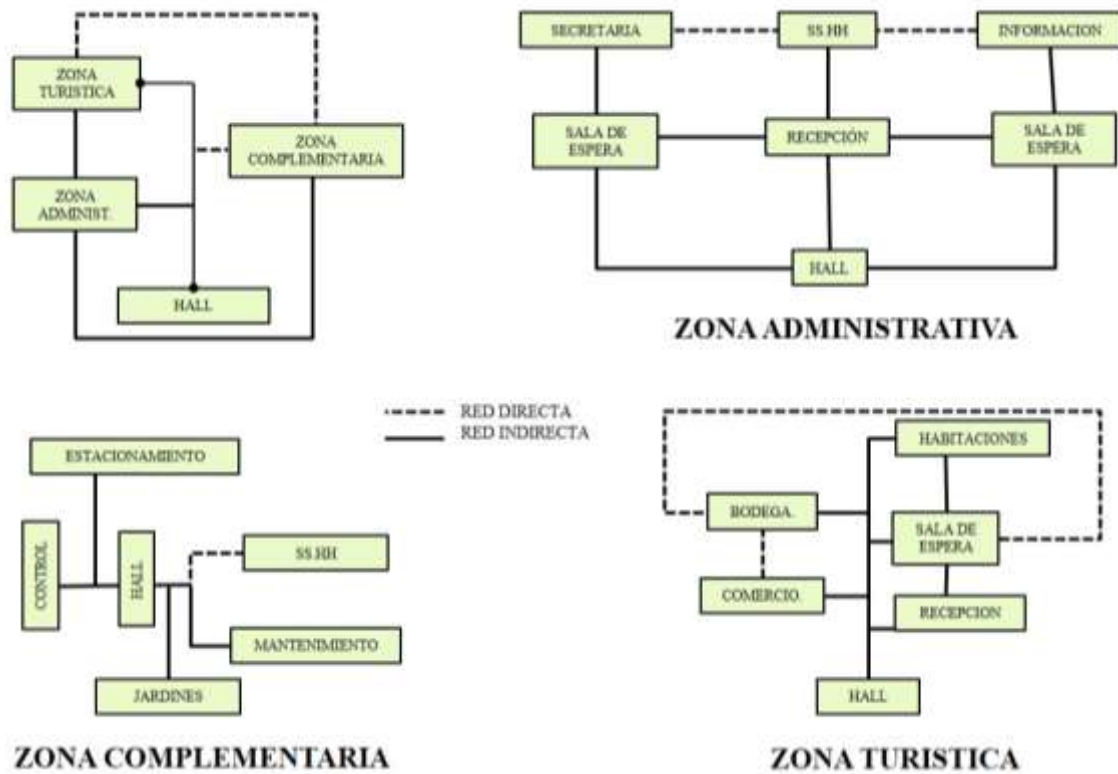 ZONA
TURISTICA
ZONA
COMPLEMENTARIA
ZONA
ADMINIST.
HALL
SECRETARIA
SS.HH
INFORMACION
SALA DE
ESPERA
RECEPCIÓN
SALA DE
ESPERA
HALL
ZONA ADMINISTRATIVA
RED DIRECTA
RED INDIRECTA
ESTACIONAMIENTO
CONTROL
HALL
SS.HH
MANTENIMIENTO
JARDINES
ZONA COMPLEMENTARIA
HABITACIONES
BODEGA.
SALA DE
ESPERA
COMERCIO.
RECEPCION
HALL
ZONA TURISTICA